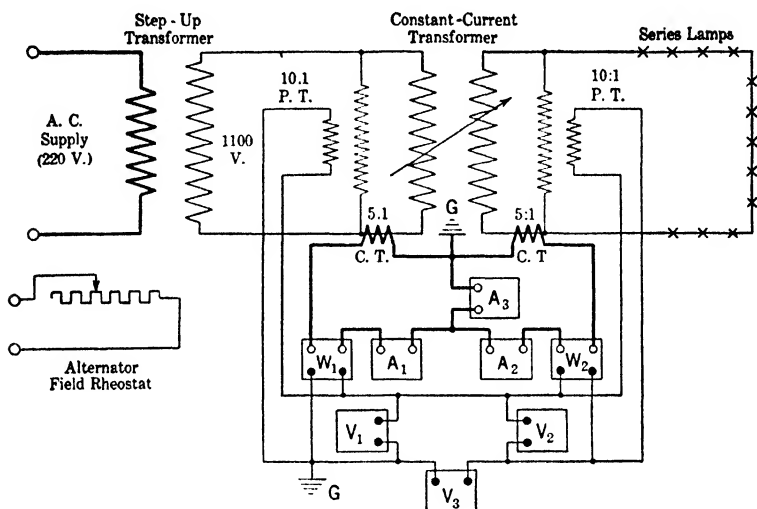 Step-Up
Transformer
Constant-Current
Transformer
Series Lamps
10.1
P. T.
10:1
P. T.
A. C.
Supply
(220 V.)
1100
V.
5.1
G
5:1
C. T.
C. T
A3
W1
A1
A2
W2
Alternator
Field Rheostat
V1
V2
G
V3